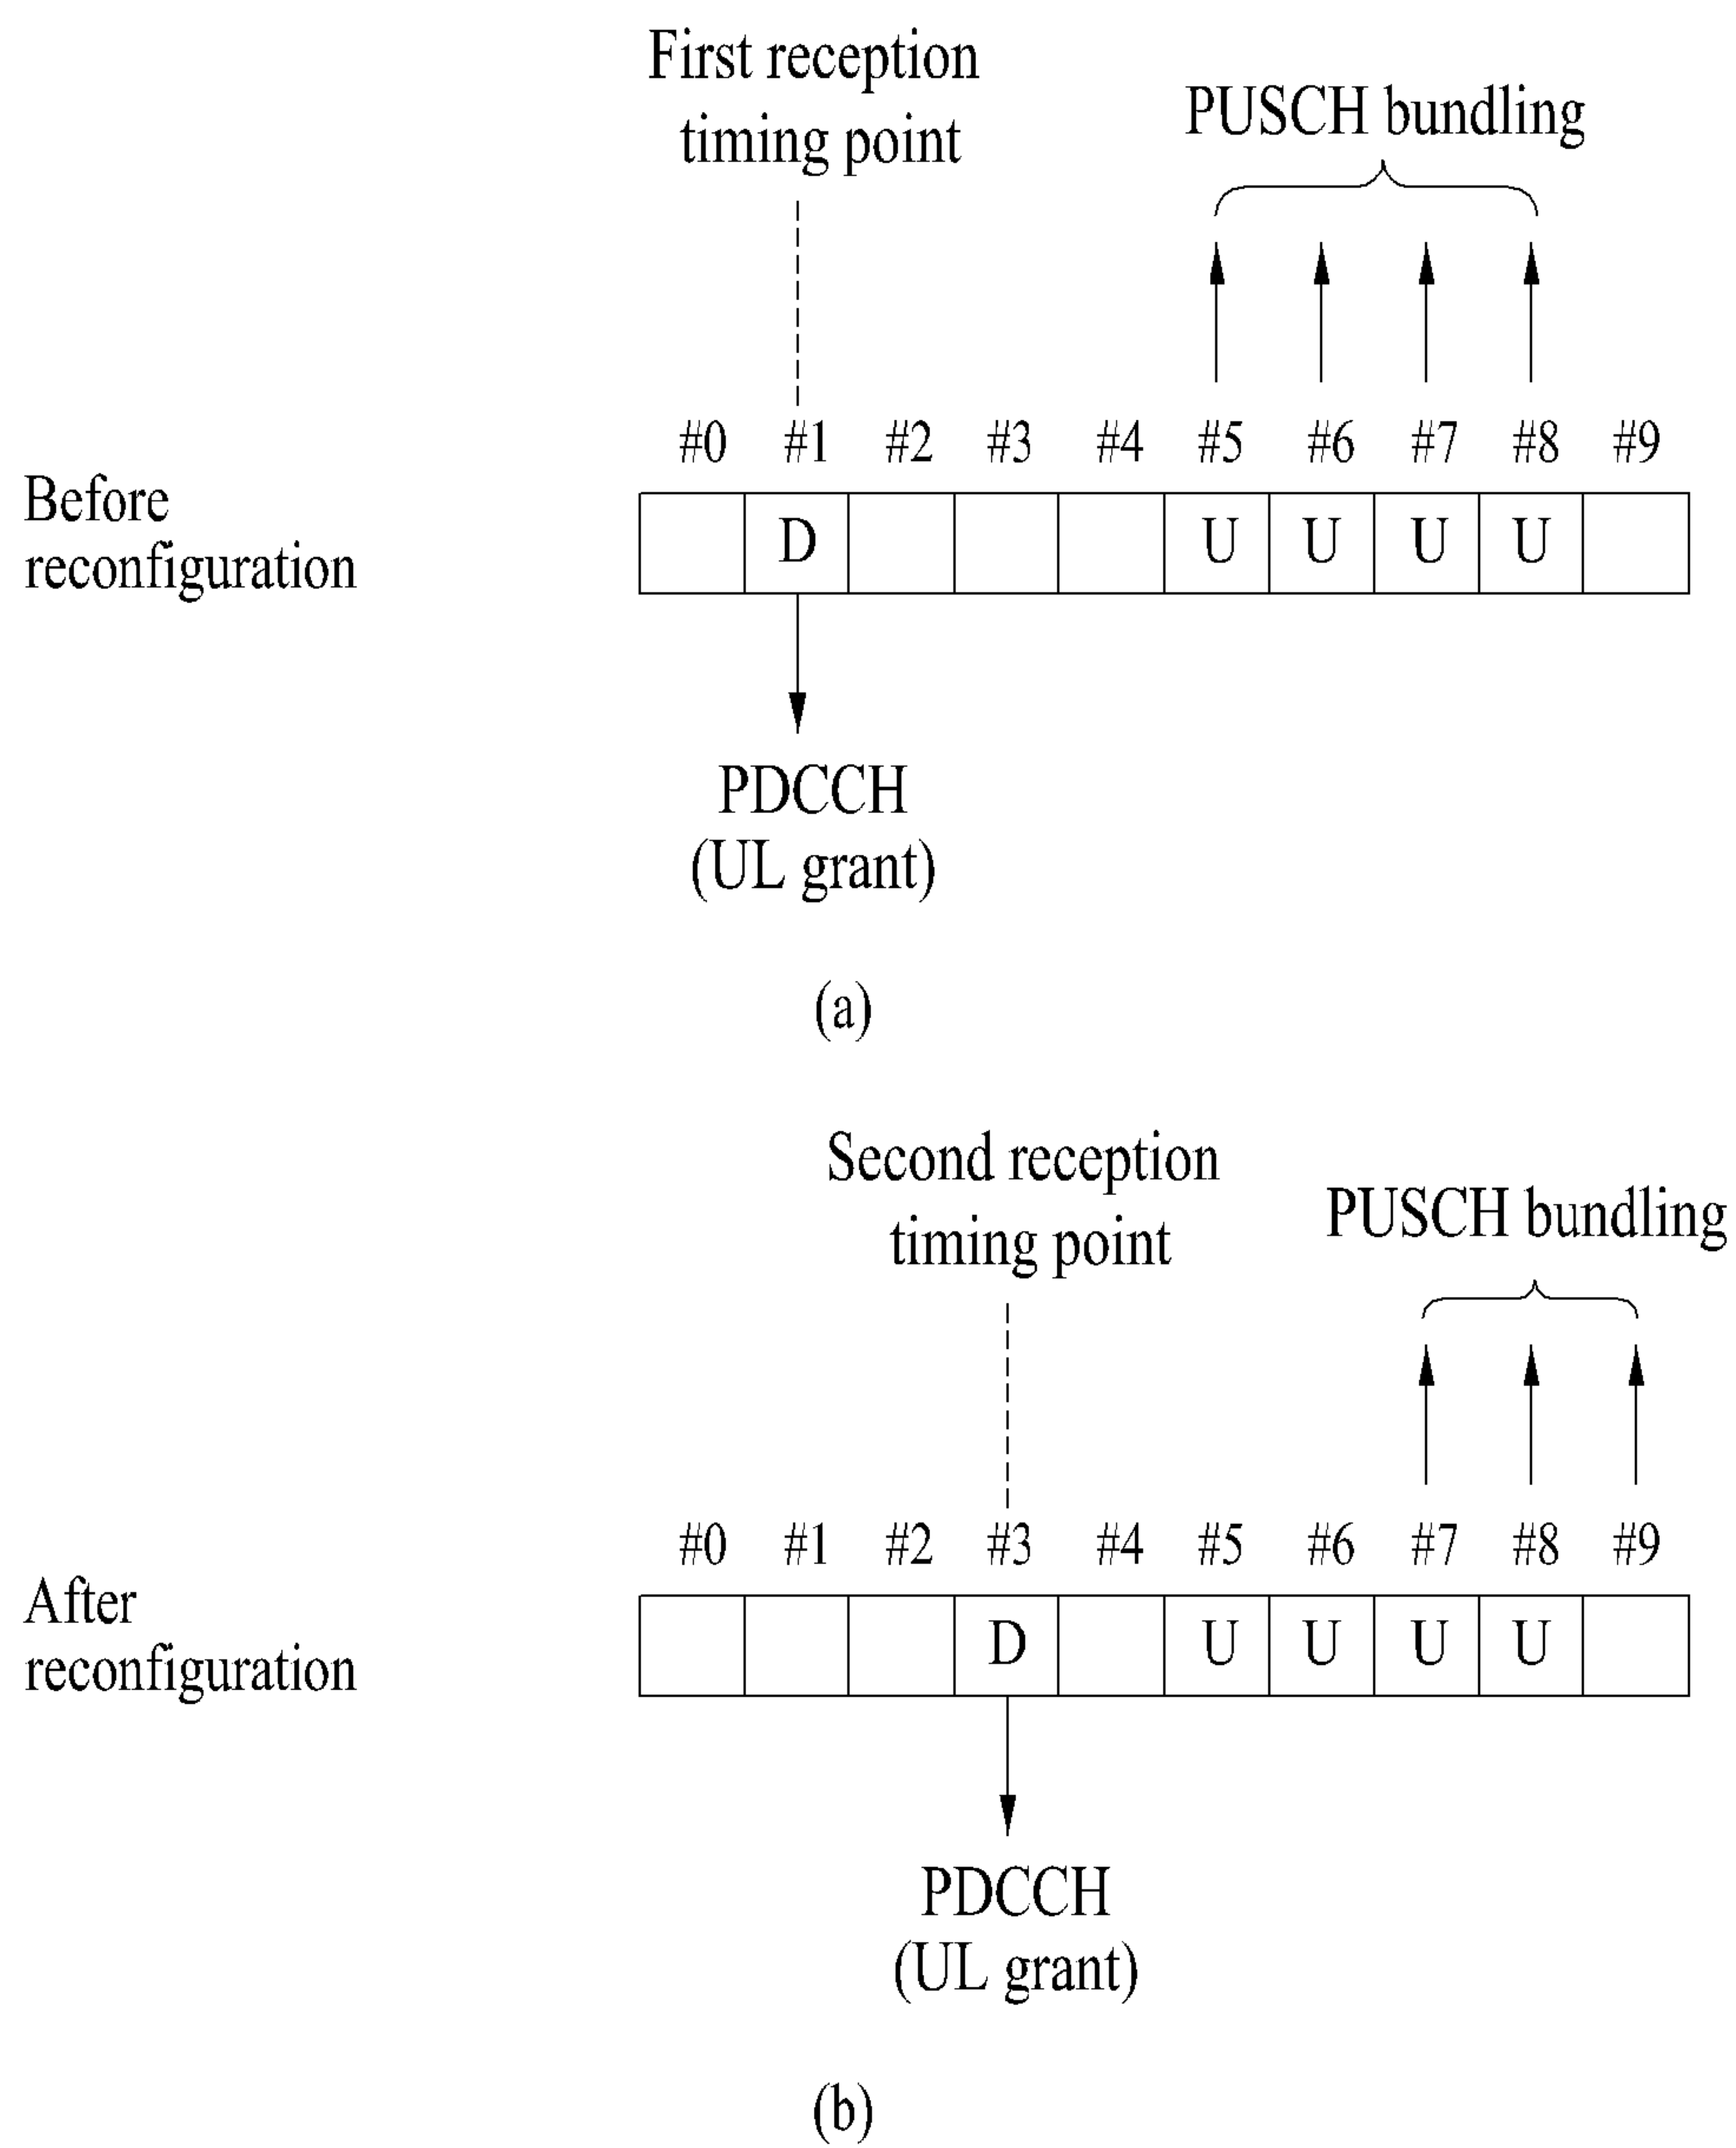 First reception
timing point
PUSCH bundling
#0 #1 #2 #3 #4 #5 #6 #7 #8 #9
Before
reconfiguration
D U U U U
PDCCH
(UL grant)
(a)
Second reception
timing point
PUSCH bundling
#0 #1 #2 #3 #4 #5 #6 #7 #8 #9
After
reconfiguration
D U U U U
PDCCH
(UL grant)
(b)